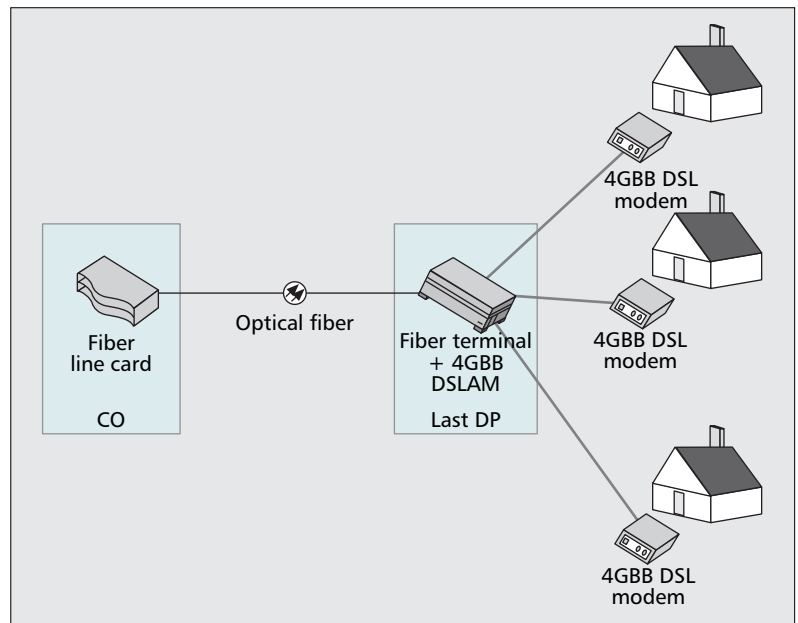 4GBB DSL
modem
4GBB DSL
modem
4GBB DSL
modem
Fiber
line card
CO
Optical fiber
Fiber terminal
+ 4GBB
DSLAM
Last DP